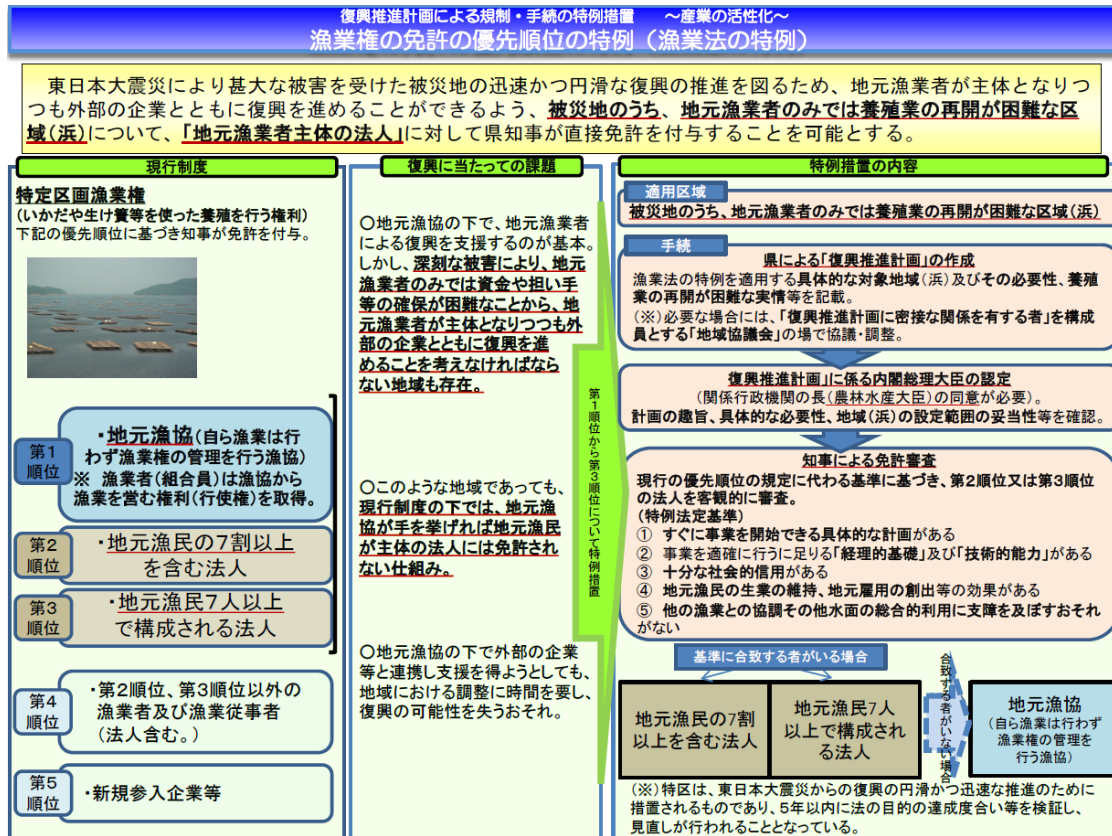 復興推進計画による規制・手続の特例措置　～産業の活性化～
漁業権の免許の優先順位の特例（漁業法の特例）
東日本大震災により甚大な被害を受けた被災地の迅速かつ円滑な復興の推進を図るため、地元漁業者が主体となりつ
つも外部の企業とともに復興を進めることができるよう、被災地のうち、地元漁業者のみでは養殖業の再開が困難な区
域（浜）について、「地元漁業者主体の法人」に対して県知事が直接免許を付与することを可能とする。
現行制度
特定区画漁業権
（いかだや生け簀等を使った養殖を行う権利）
下記の優先順位に基づき知事が免許を付与。
第1
順位
・地元漁協（自ら漁業は行
わず漁業権の管理を行う漁協）
※　漁業者（組合員）は漁協から
漁業を営む権利（行使権）を取得。
第2
順位
・地元漁民の7割以上
を含む法人
第3
順位
・地元漁民7人以上
で構成される法人
第4
順位
・第2順位、第3順位以外の
漁業者及び漁業従事者
（法人含む。）
第5
順位
・新規参入企業等
復興に当たっての課題
○地元漁協の下で、地元漁業者
による復興を支援するのが基本。
しかし、深刻な被害により、地元
漁業者のみでは資金や担い手
等の確保が困難なことから、地
元漁業者が主体となりつつも外
部の企業とともに復興を進
めることを考えなければなら
ない地域も存在。
○このような地域であっても、
現行制度の下では、地元漁
協が手を挙げれば地元漁民
が主体の法人には免許され
ない仕組み。
○地元漁協の下で外部の企業
等と連携し支援を得ようとしても、
地域における調整に時間を要し、
復興の可能性を失うおそれ。
第1順位から第3順位について特例措置
特例措置の内容
適用区域
被災地のうち、地元漁業者のみでは養殖業の再開が困難な区域（浜）
手続
県による「復興推進計画」の作成
漁業法の特例を適用する具体的な対象地域（浜）及びその必要性、養殖
業の再開が困難な実情等を記載。
（※）必要な場合には、「復興推進計画に密接な関係を有する者」を構成
員とする「地域協議会」の場で協議・調整。
復興推進計画」に係る内閣総理大臣の認定
（関係行政機関の長（農林水産大臣）の同意が必要）。
計画の趣旨、具体的な必要性、地域（浜）の設定範囲の妥当性等を確認。
知事による免許審査
現行の優先順位の規定に代わる基準に基づき、第2順位又は第3順位
の法人を客観的に審査。
（特例法定基準）
①　すぐに事業を開始できる具体的な計画がある
②　事業を適確に行うに足りる「経理的基礎」及び「技術的能力」がある
③　十分な社会的信用がある
④　地元漁民の生業の維持、地元雇用の創出等の効果がある
⑤　他の漁業との協調その他水面の総合的利用に支障を及ぼすおそれ
がない
基準に合致する者がいる場合
地元漁民の7割
以上を含む法人
地元漁民7人
以上で構成され
る法人
合致する者がいない場合
地元漁協
（自ら漁業は行わず
漁業権の管理を
行う漁協）
（※）特区は、東日本大震災からの復興の円滑かつ迅速な推進のために
措置されるものであり、5年以内に法の目的の達成度合い等を検証し、
見直しが行われることとなっている。